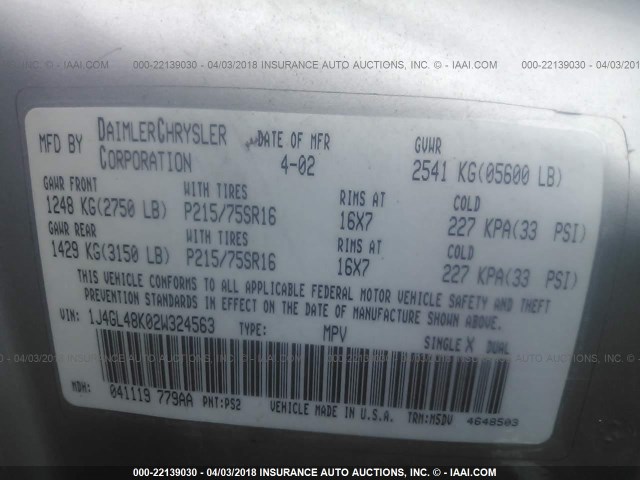 000-22139030 - 04/03/2018 INSURANCE AUTO AUCTIONS, INC. - © IAAI.COM
MFD BY DAIMLERCHRYSLER CORPORATION DATE OF MFR 4-02 GVWR 2541 KG(05600 LB)
GAWR FRONT WITH TIRES RIMS AT COLD
1248 KG(2750 LB) P215/75SR16 16X7 227 KPA(33 PSI)
GAWR REAR WITH TIRES RIMS AT COLD
1429 KG(3150 LB) P215/75SR16 16X7 227 KPA(33 PSI)
THIS VEHICLE CONFORMS TO ALL APPLICABLE FEDERAL MOTOR VEHICLE SAFETY AND THEFT
PREVENTION STANDARDS IN EFFECT ON THE DATE OF MANUFACTURE SHOWN ABOVE.
VIN: 1J4GL48K02W324563 TYPE: MPV SINGLE X DUAL
MDH: 041119 779AA PNT:PS2 VEHICLE MADE IN U.S.A. TRM:M5DV 4648503
000-22139030 - 04/03/2018 INSURANCE AUTO AUCTIONS, INC. - © IAAI.COM